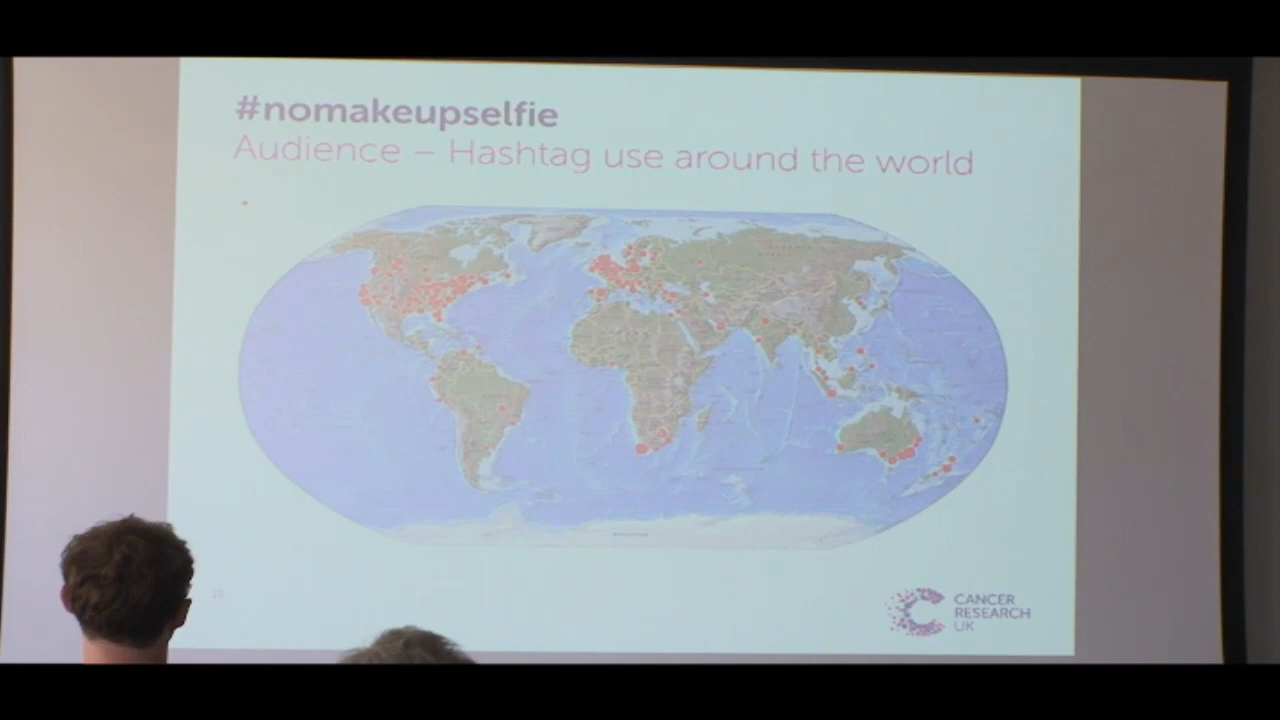 #nomakeupselfie
Audience – Hashtag use around the world
CANCER
RESEARCH
UK